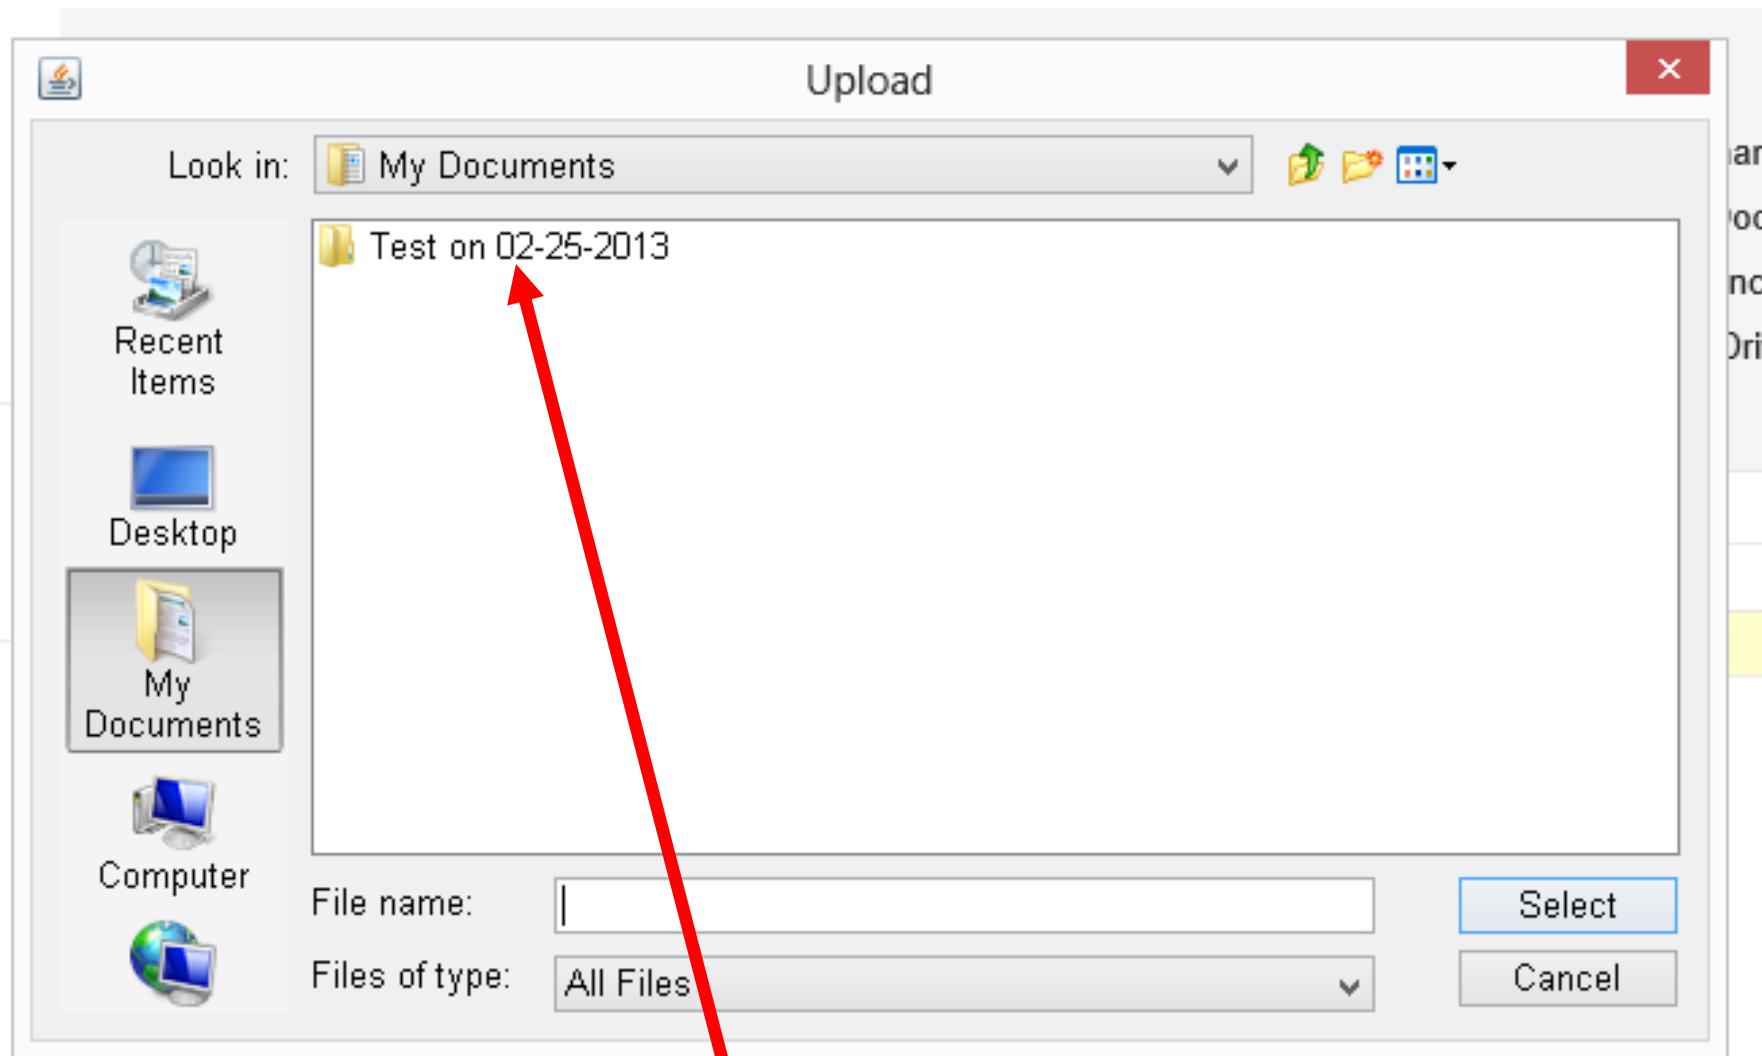 Upload
Look in:
My Documents
Test on 02-25-2013
Recent
Items
Desktop
My
Documents
Computer
File name:
Select
Files of type:
All Files
Cancel